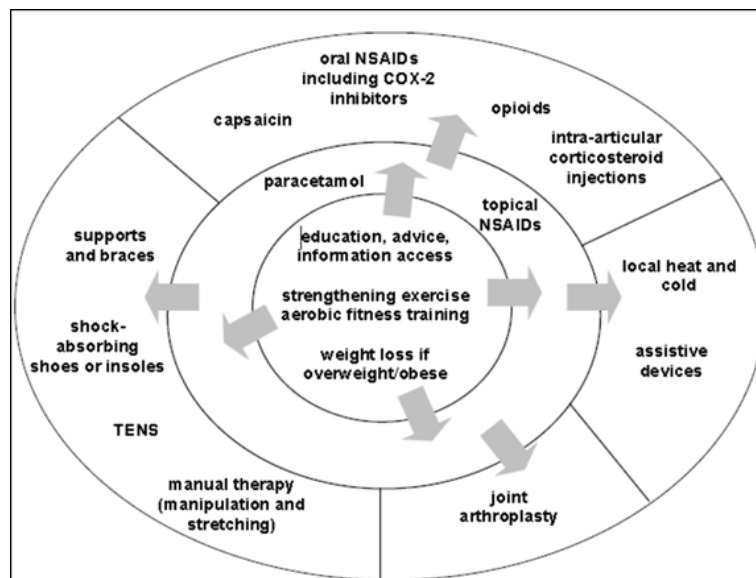 oral NSAIDs
including COX-2
inhibitors
capsaicin
opioids
intra-articular
corticosteroid
injections
paracetamol
topical
NSAIDs
education, advice,
information access
strengthening exercise
aerobic fitness training
weight loss if
overweight/obese
supports
and braces
shock-
absorbing
shoes or insoles
TENS
manual therapy
(manipulation and
stretching)
local heat and
cold
assistive
devices
joint
arthroplasty